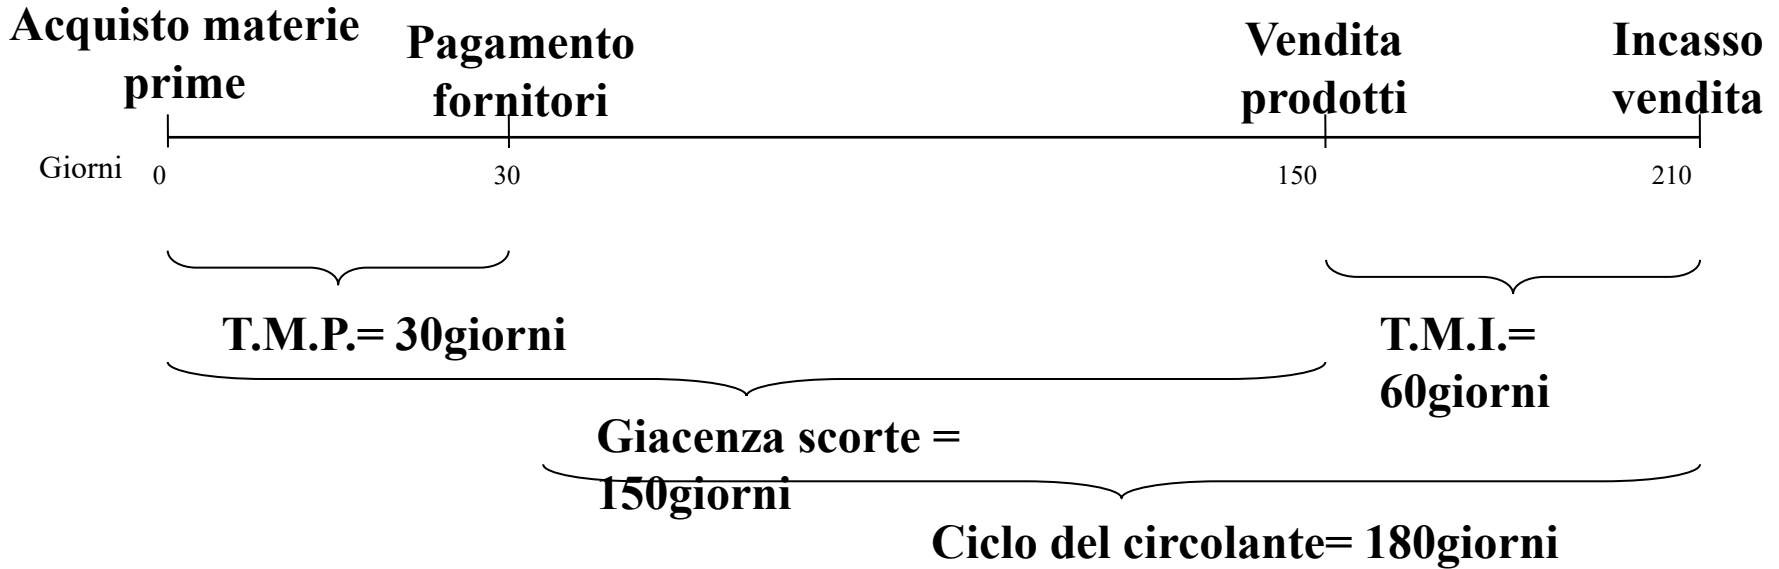 Acquisto materie
prime
Pagamento
fornitori
Vendita
prodotti
Incasso
vendita
Giorni
0
30
150
210
T.M.P.= 30giorni
T.M.I.=
60giorni
Giacenza scorte =
150giorni
Ciclo del circolante= 180giorni